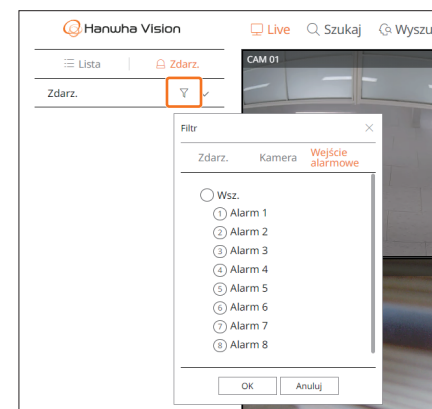 Hanwha Vision
Live
Szukaj
Lista
Zdarz.
CAM 01
Zdarz.
Filtr
Zdarz.
Kamera
Wejście
alarmowe
Wsz.
1 Alarm 1
2 Alarm 2
3 Alarm 3
4 Alarm 4
5 Alarm 5
6 Alarm 6
7 Alarm 7
8 Alarm 8
OK
Anuluj